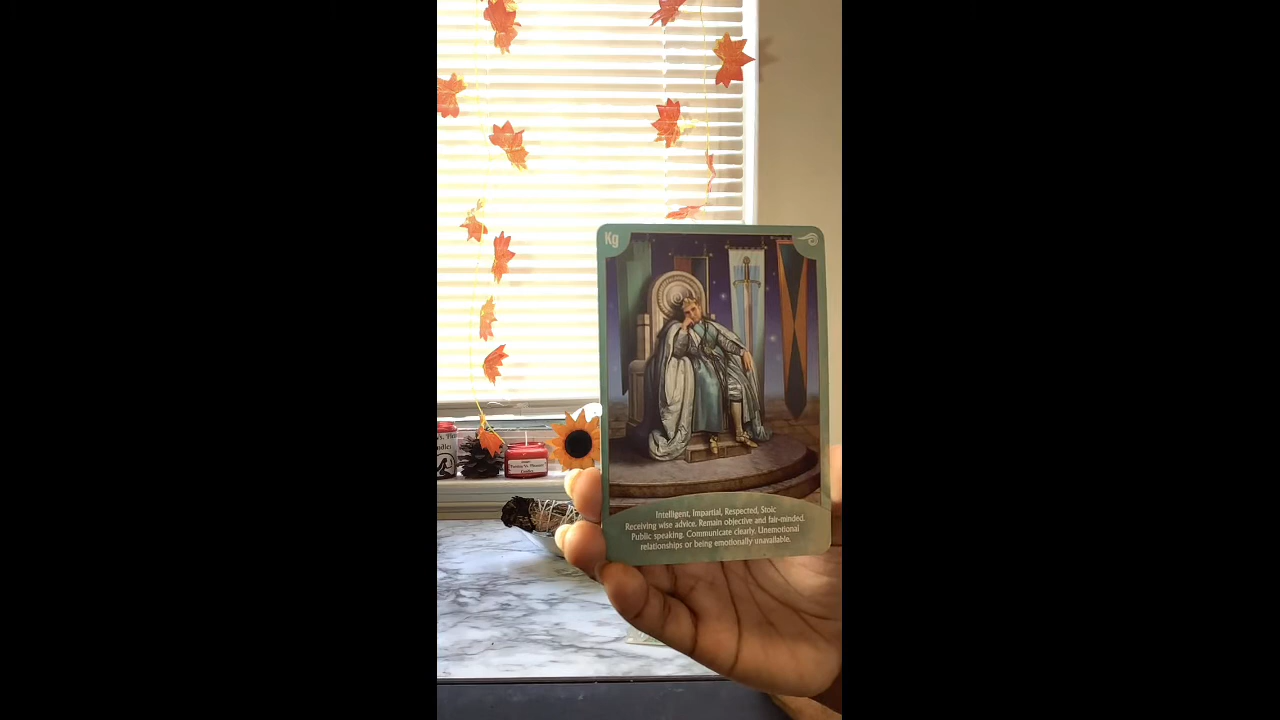 Kg
Intelligent, Impartial, Respected, Stoic
Receiving wise advice. Remain objective and fair-minded.
Public speaking. Communicate clearly. Unemotional
relationships or being emotionally unavailable.